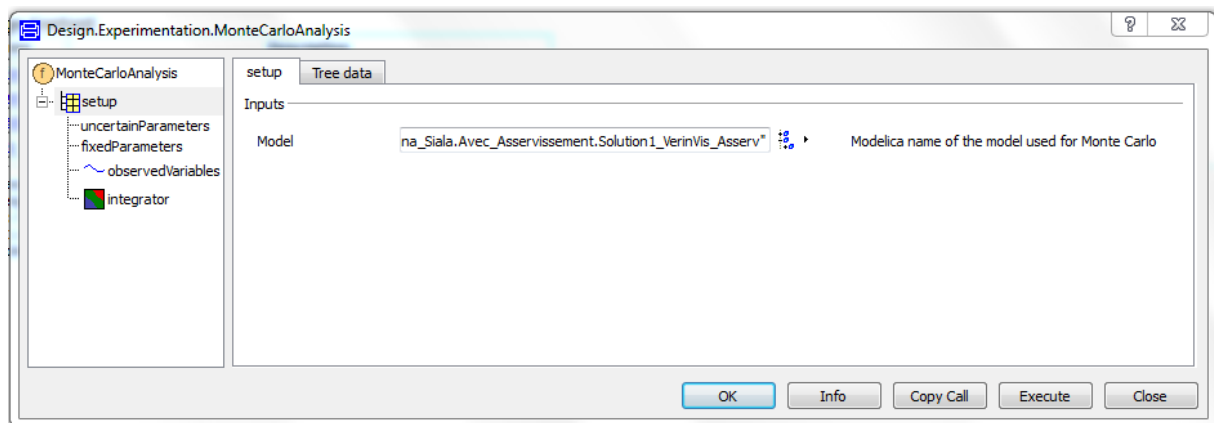 Design.Experimentation.MonteCarloAnalysis
MonteCarloAnalysis
setup
uncertainParameters
fixedParameters
observedVariables
integrator
setup Tree data
Inputs
Model na_Siala.Avec_Asservissement.Solution1_VerinVis_Asserv" Modelica name of the model used for Monte Carlo
OK Info Copy Call Execute Close